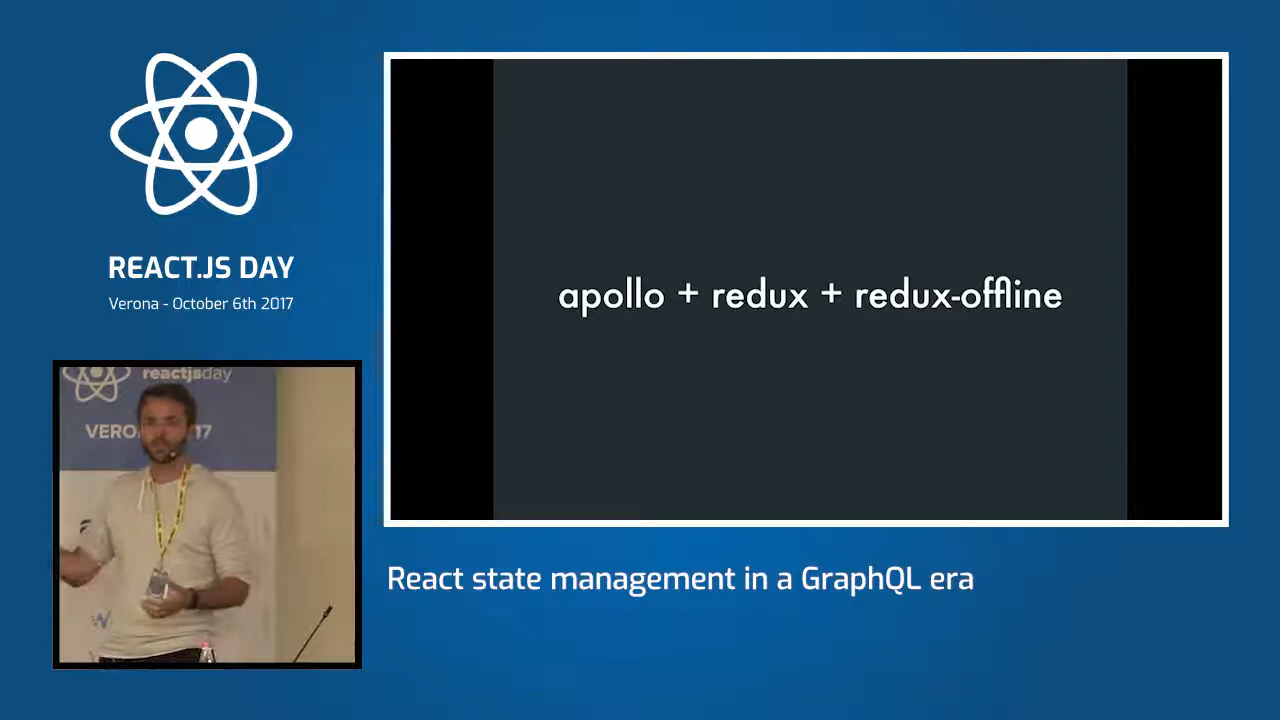 REACT.JS DAY
Verona - October 6th 2017
apollo + redux + redux-offline
reactjsday
React state management in a GraphQL era